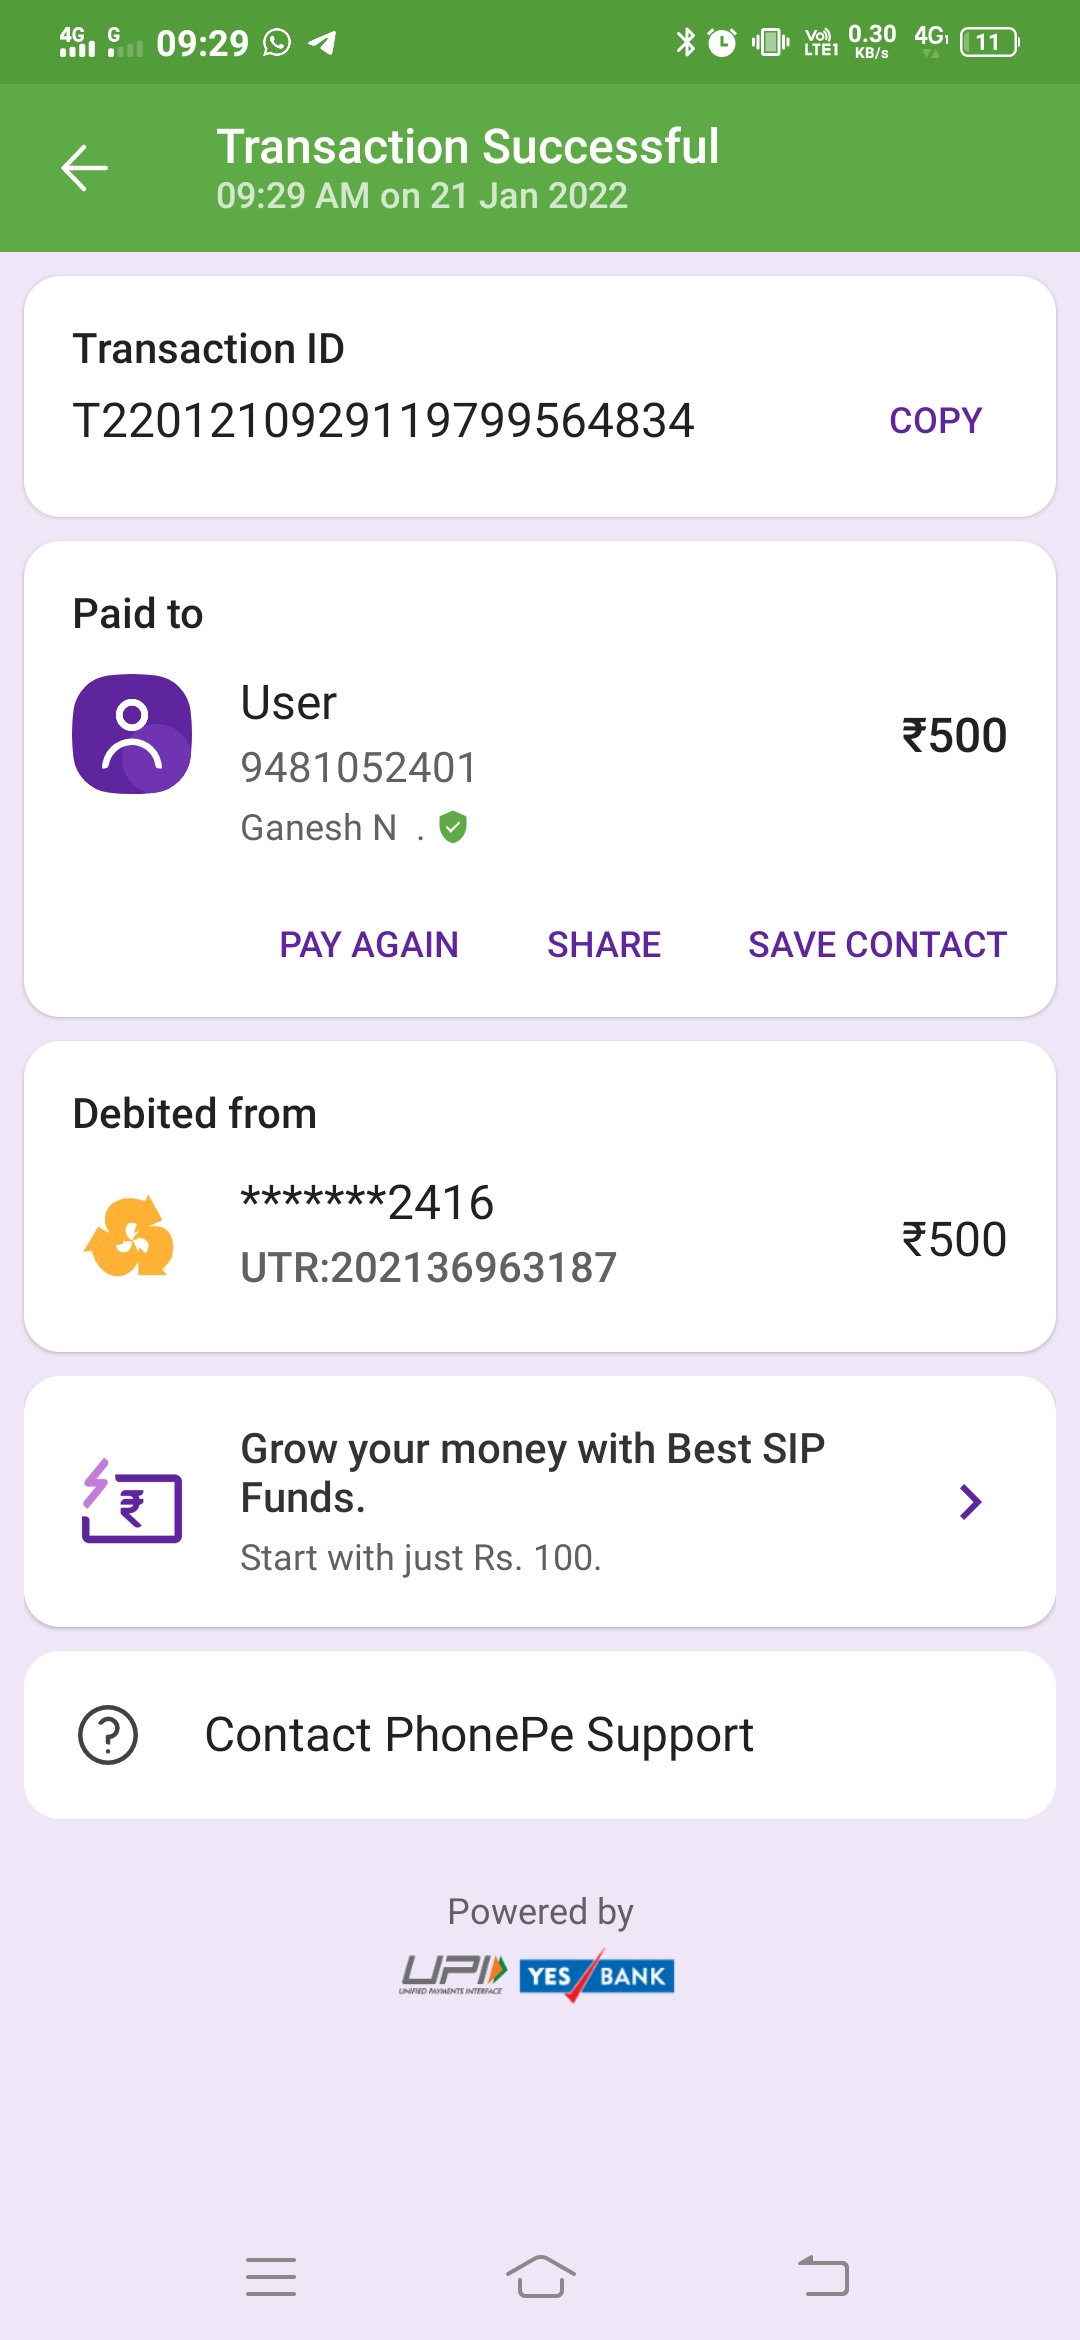 4G G 09:29 Vo) LTE1 0.30 KB/s 4G1 11
Transaction Successful
09:29 AM on 21 Jan 2022
Transaction ID
T2201210929119799564834 COPY
Paid to
User
9481052401 ₹500
Ganesh N .
PAY AGAIN SHARE SAVE CONTACT
Debited from
*******2416
UTR:202136963187 ₹500
Grow your money with Best SIP
Funds.
Start with just Rs. 100.
Contact PhonePe Support
Powered by
UPI YES BANK
UNIFIED PAYMENTS INTERFACE